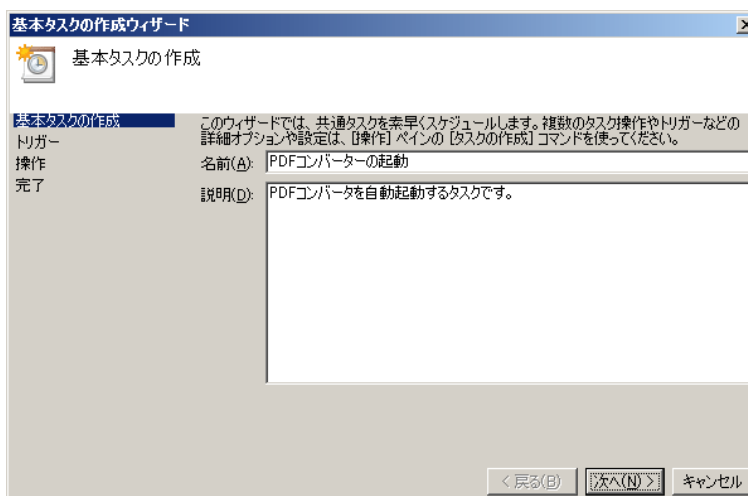 基本タスクの作成ウィザード
基本タスクの作成
基本タスクの作成
トリガー
操作
完了
このウィザードでは、共通タスクを素早くスケジュールします。複数のタスク操作やトリガーなどの
詳細オプションや設定は、[操作] ペインの [タスクの作成] コマンドを使ってください。
名前(A): PDFコンバーターの起動
説明(D): PDFコンバータを自動起動するタスクです。
< 戻る(B) 次へ(N) > キャンセル